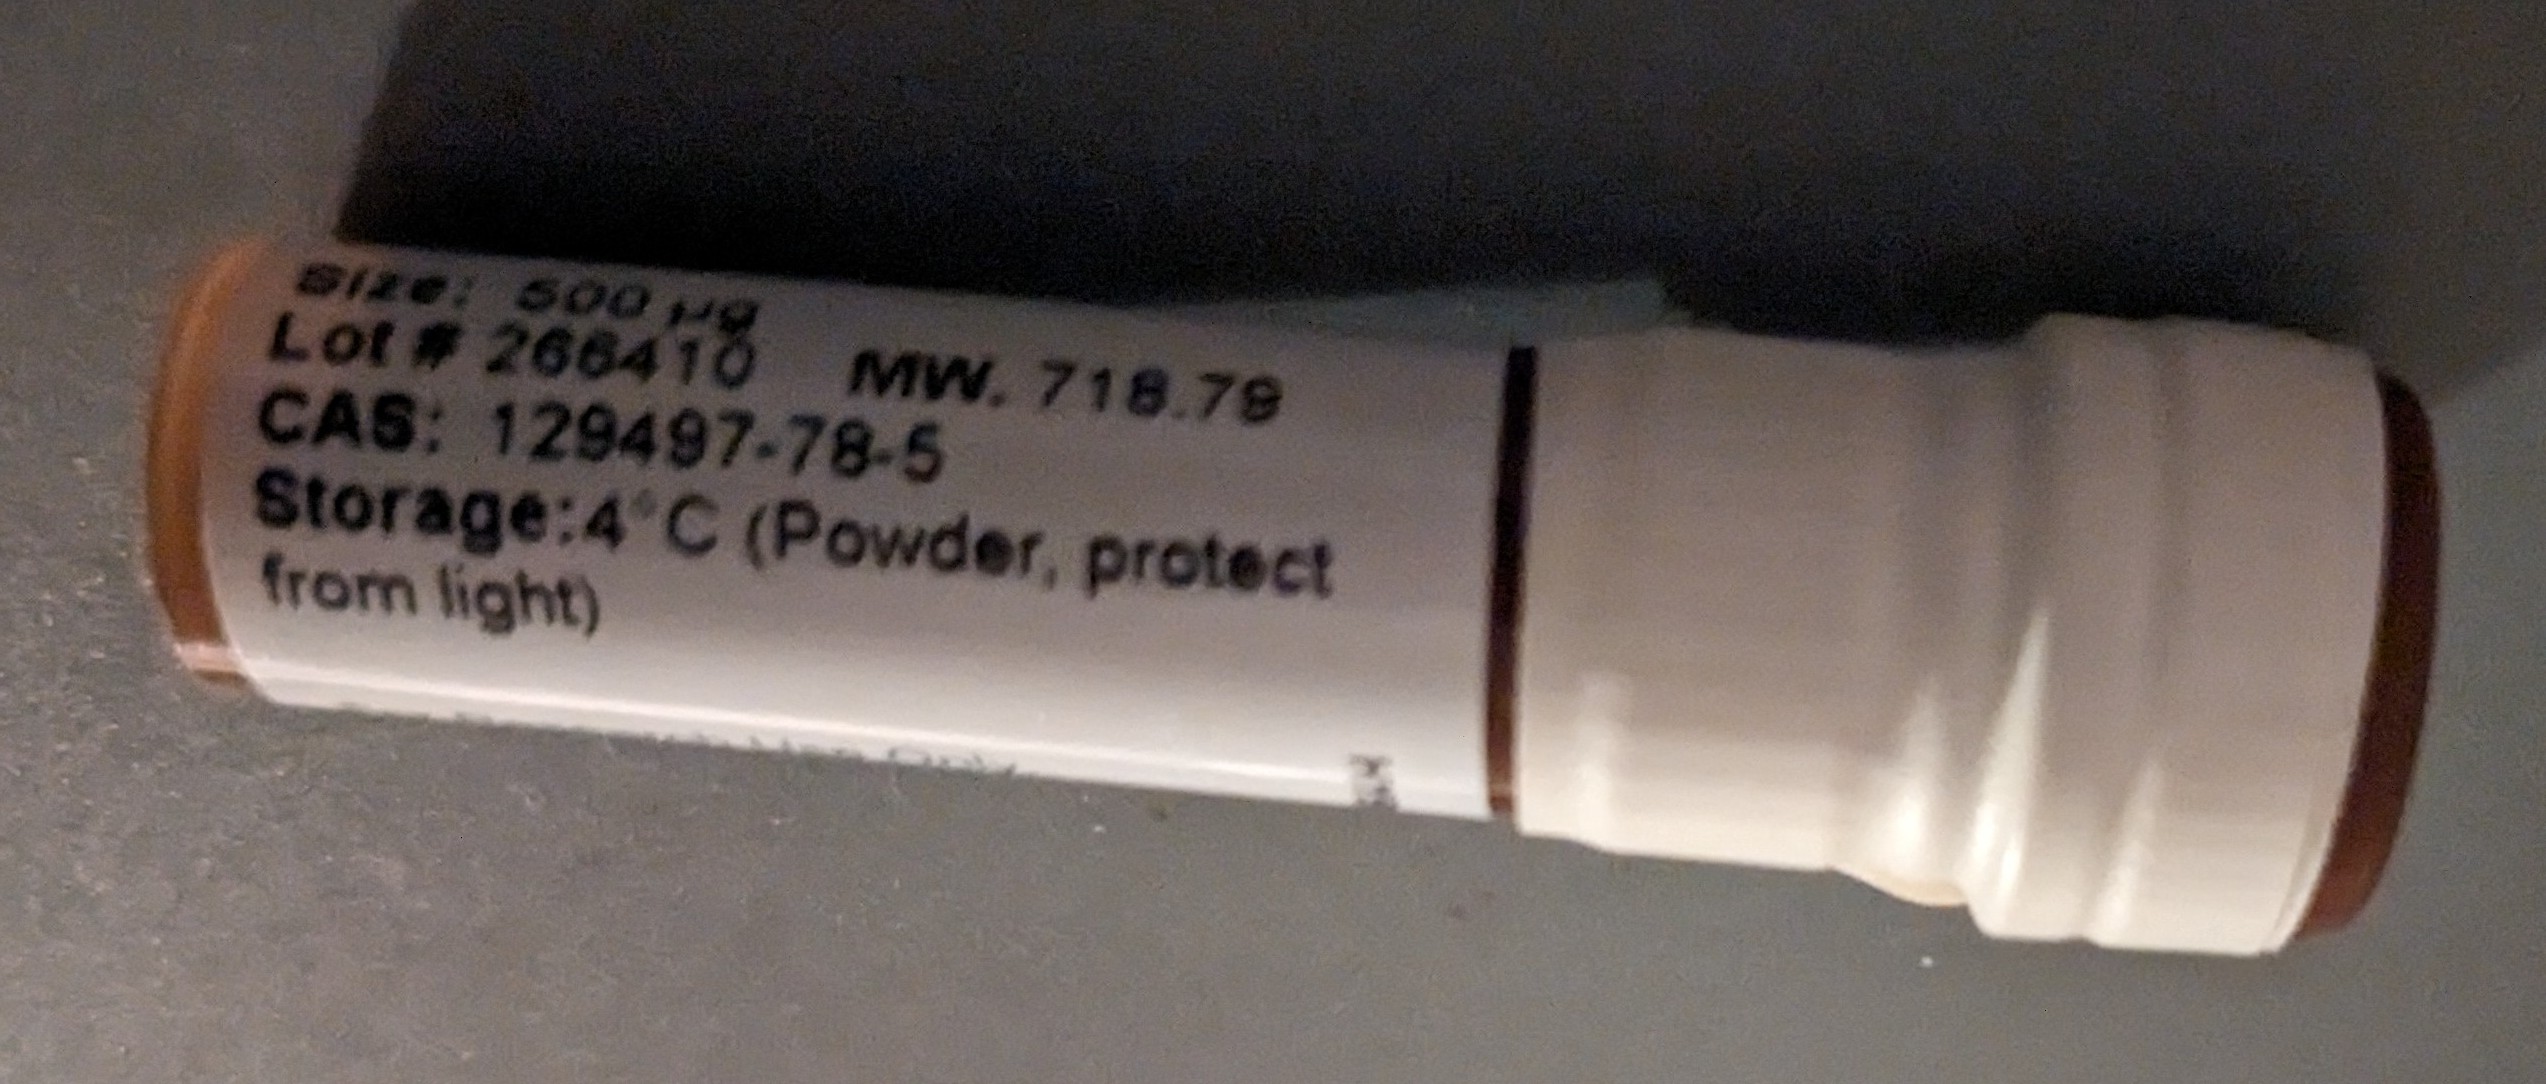 Size: 500 µg
Lot # 266410 MW. 718.79
CAS: 129497-78-5
Storage:4°C (Powder, protect
from light)